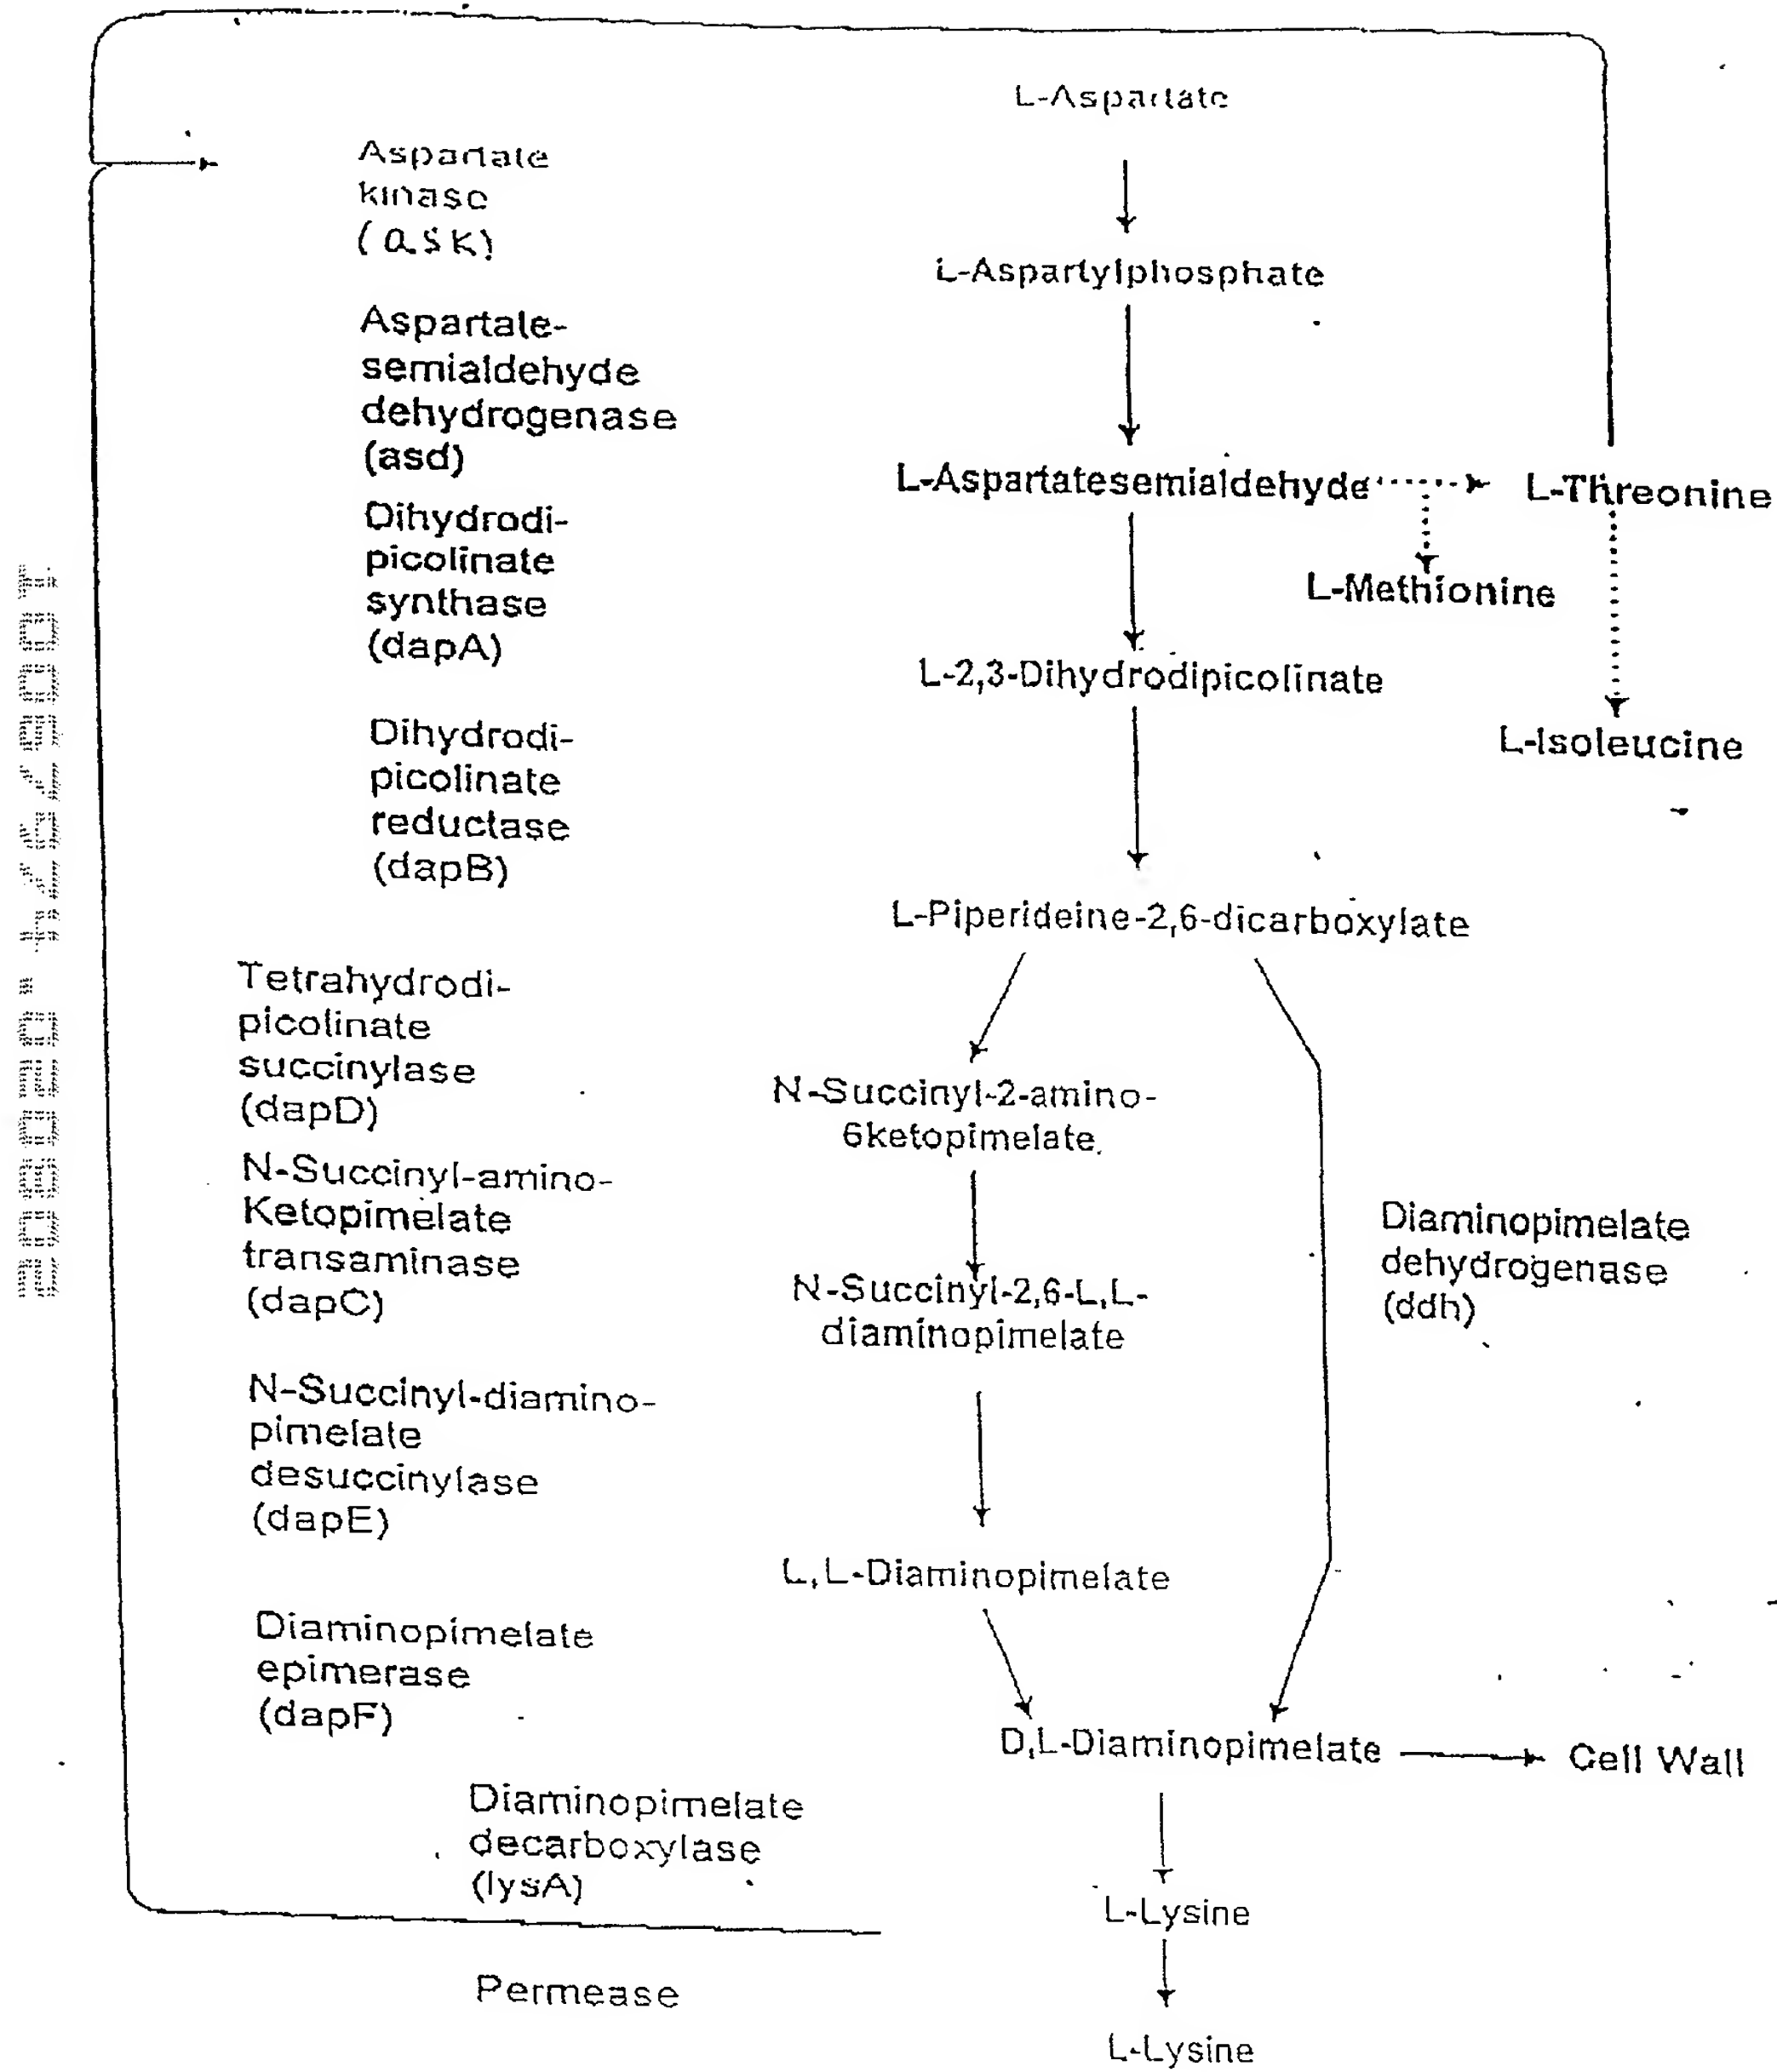 L-Aspartate
Aspartate
kinase
(ask)
L-Aspartylphosphate
Aspartate-
semialdehyde
dehydrogenase
(asd)
L-Aspartatesemialdehyde
L-Threonine
Dihydrodi-
picolinate
synthase
(dapA)
L-Methionine
L-2,3-Dihydrodipicolinate
L-Isoleucine
Dihydrodi-
picolinate
reductase
(dapB)
L-Piperideine-2,6-dicarboxylate
Tetrahydrodi-
picolinate
succinylase
(dapD)
N-Succinyl-2-amino-
6ketopimelate
N-Succinyl-amino-
Ketopimelate
transaminase
(dapC)
Diaminopimelate
dehydrogenase
(ddh)
N-Succinyl-2,6-L,L-
diaminopimelate
N-Succinyl-diamino-
pimelate
desuccinylase
(dapE)
L,L-Diaminopimelate
Diaminopimelate
epimerase
(dapF)
D,L-Diaminopimelate
Cell Wall
Diaminopimelate
decarboxylase
(lysA)
L-Lysine
Permease
L-Lysine